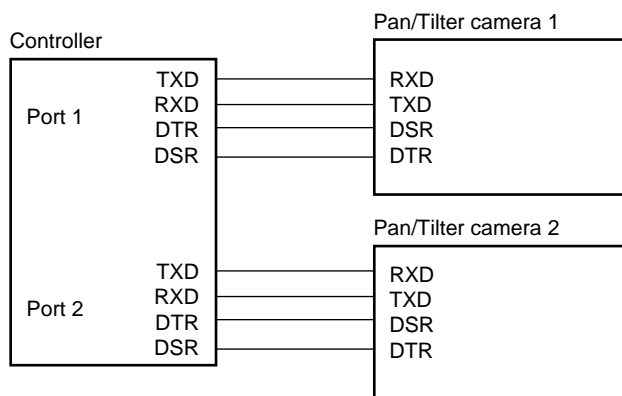 Controller
Port 1
TXD
RXD
DTR
DSR
Port 2
TXD
RXD
DTR
DSR
Pan/Tilter camera 1
RXD
TXD
DSR
DTR
Pan/Tilter camera 2
RXD
TXD
DSR
DTR